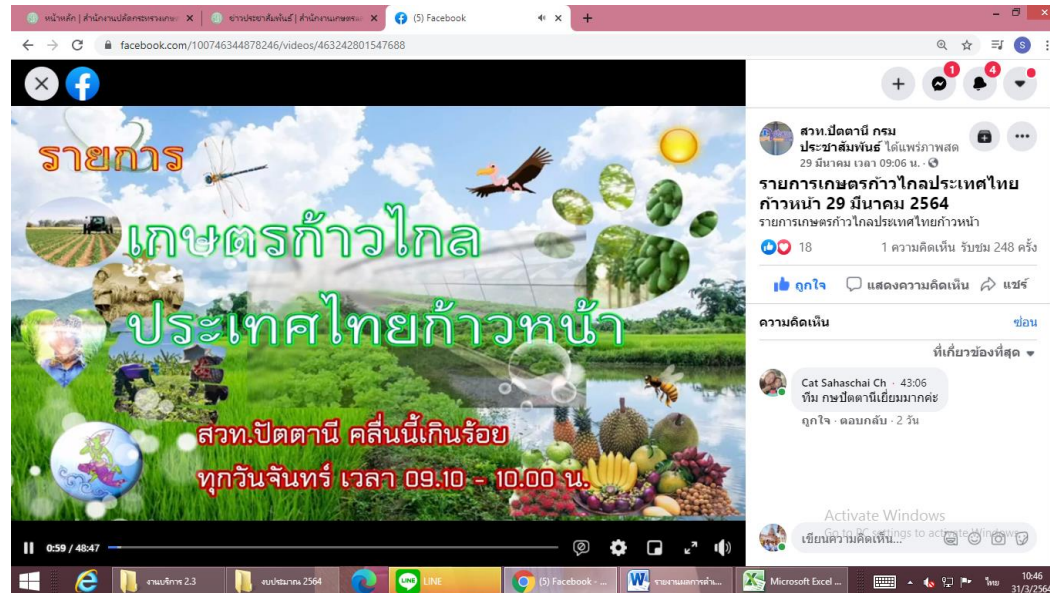 หน้าหลัก | สำนักงานปลัดกระทรวงเกษ
ข่าวประชาสัมพันธ์ | สำนักงานเกษตรและ
(5) Facebook
facebook.com/100746344878246/videos/463242801547688
S
รายการ
เกษตรก้าวไกล
ประเทศไทยก้าวหน้า
สวท.ปัตตานี คลื่นนี้เกินร้อย
ทุกวันจันทร์ เวลา 09.10 - 10.00 น.
0:59 / 48:47
1
4
สวท.ปัตตานี กรม
ประชาสัมพันธ์ ได้แพร่ภาพสด
29 มีนาคม เวลา 09:06 น. ·
รายการเกษตรก้าวไกลประเทศไทย
ก้าวหน้า 29 มีนาคม 2564
รายการเกษตรก้าวไกลประเทศไทยก้าวหน้า
18 1 ความคิดเห็น รับชม 248 ครั้ง
ถูกใจ แสดงความคิดเห็น แชร์
ความคิดเห็น ซ่อน
ที่เกี่ยวข้องที่สุด
Cat Sahaschai Ch · 43:06
ทีม กษปัตตานีเยี่ยมมากค่ะ
ถูกใจ · ตอบกลับ · 2 วัน
Activate Windows
Go to PC settings to activate Windows.
เขียนความคิดเห็น...
งานบริการ 2.3
งบประมาณ 2564
LINE
(5) Facebook - ...
รายงานผลการดำเ...
Microsoft Excel ...
ไทย
10:46
31/3/2564